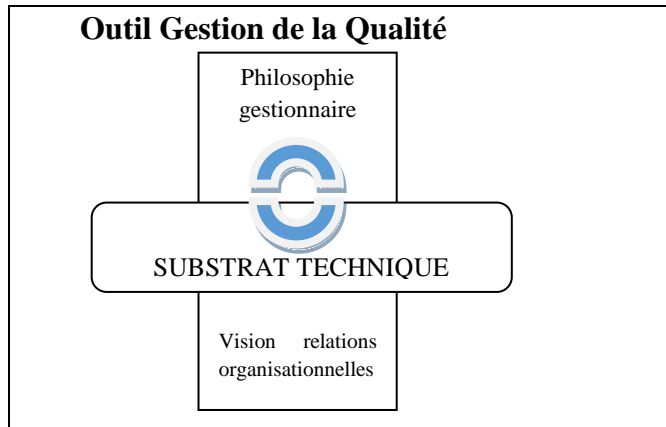 Outil Gestion de la Qualité
Philosophie
gestionnaire
SUBSTRAT TECHNIQUE
Vision relations
organisationnelles